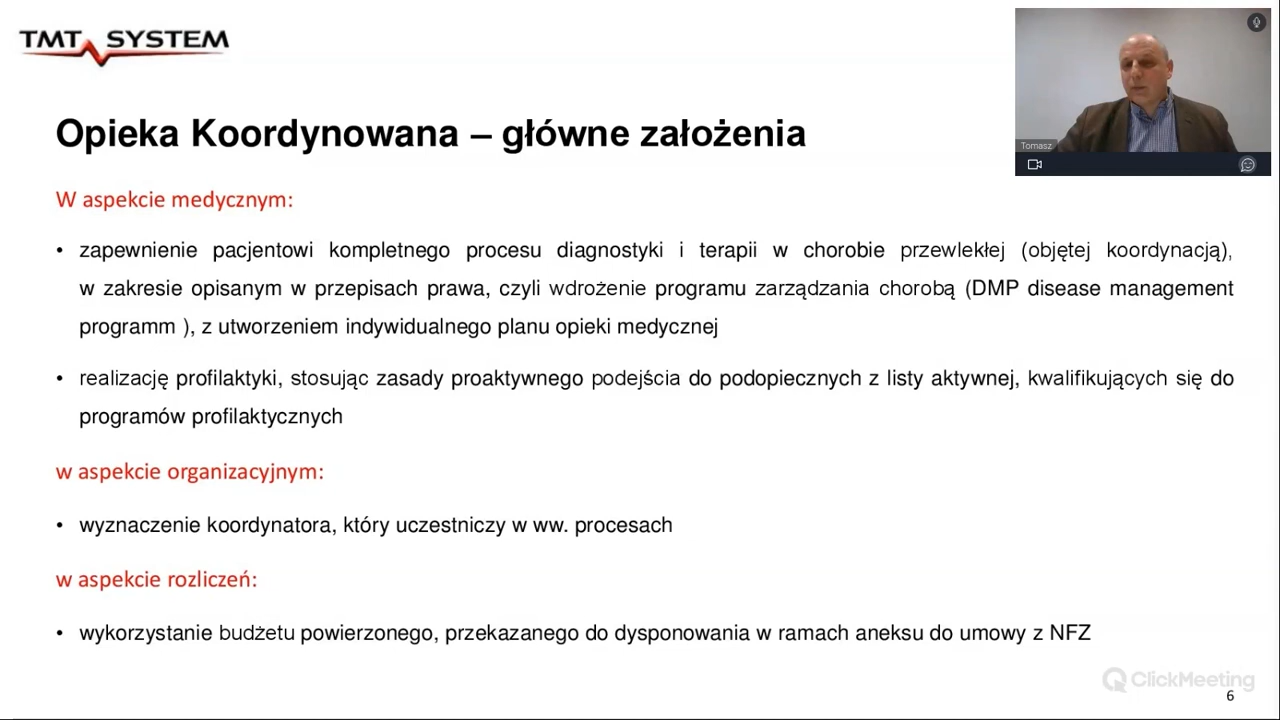 TMT SYSTEM
Tomasz
Opieka Koordynowana – główne założenia
W aspekcie medycznym:
• zapewnienie pacjentowi kompletnego procesu diagnostyki i terapii w chorobie przewlekłej (objętej koordynacją),
w zakresie opisanym w przepisach prawa, czyli wdrożenie programu zarządzania chorobą (DMP disease management
programm ), z utworzeniem indywidualnego planu opieki medycznej
• realizację profilaktyki, stosując zasady proaktywnego podejścia do podopiecznych z listy aktywnej, kwalifikujących się do
programów profilaktycznych
w aspekcie organizacyjnym:
• wyznaczenie koordynatora, który uczestniczy w ww. procesach
w aspekcie rozliczeń:
• wykorzystanie budżetu powierzonego, przekazanego do dysponowania w ramach aneksu do umowy z NFZ
ClickMeeting
6